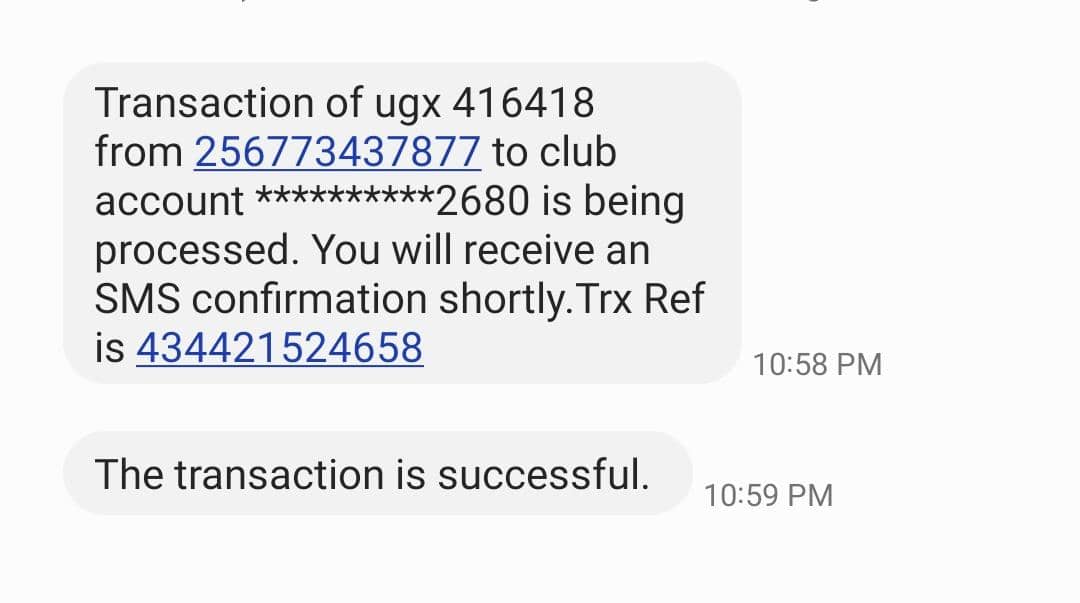 Transaction of ugx 416418
from 256773437877 to club
account **********2680 is being
processed. You will receive an
SMS confirmation shortly.Trx Ref
is 434421524658
10:58 PM
The transaction is successful.
10:59 PM